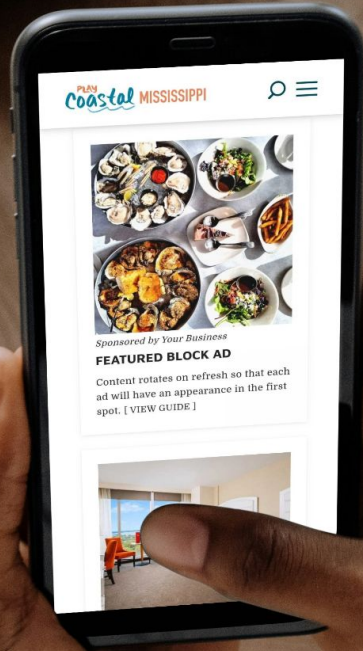 PLAY
Coastal MISSISSIPPI
Sponsored by Your Business
FEATURED BLOCK AD
Content rotates on refresh so that each
ad will have an appearance in the first
spot. [ VIEW GUIDE ]